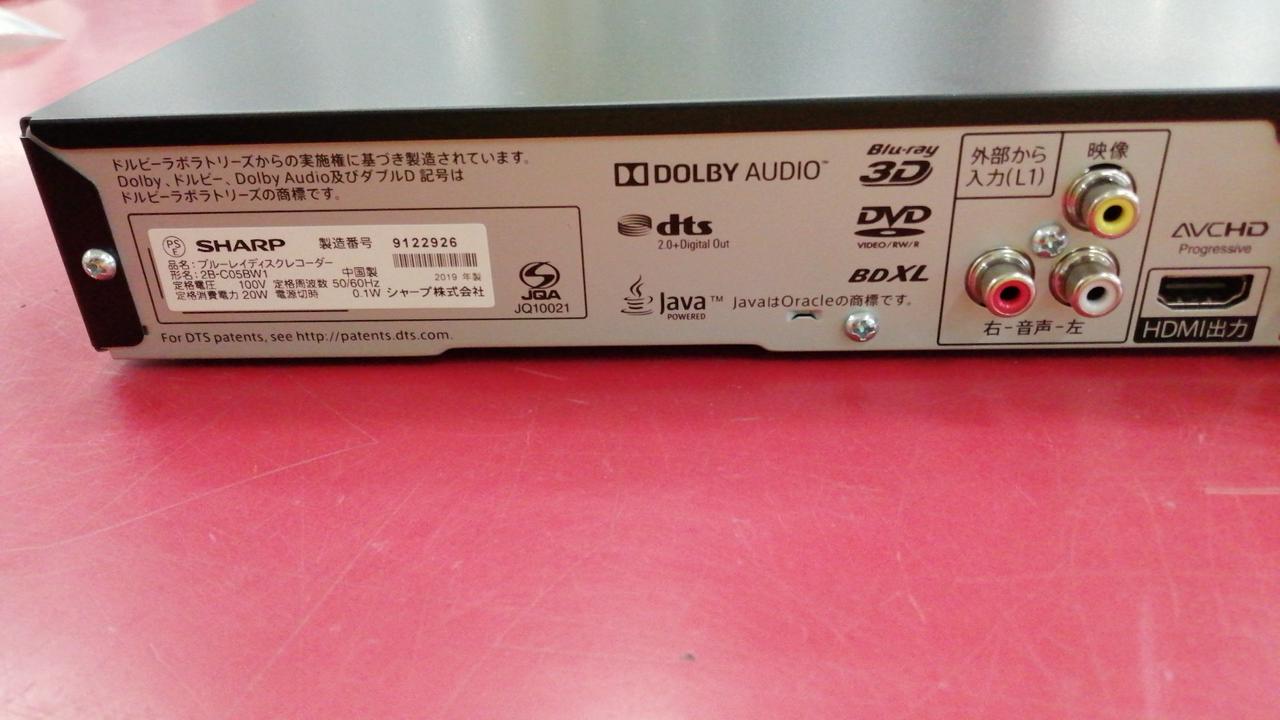 ドルビーラボラトリーズからの実施権に基づき製造されています。
Dolby、ドルビー、Dolby Audio及びダブルD 記号は
ドルビーラボラトリーズの商標です。
PS
E
SHARP 製造番号 9122926
品名:ブルーレイディスクレコーダー
形名:2B-C05BW1 中国製 2019 年製
定格電圧 100V 定格周波数 50/60Hz
定格消費電力 20W 電源切時 0.1W シャープ株式会社
JQA
JQ10021
For DTS patents, see http://patents.dts.com.
DOLBY AUDIO™
dts
2.0+Digital Out
Java™
POWERED
JavaはOracleの商標です。
Blu-ray
3D
DVD
VIDEO/RW/R
BDXL
外部から
入力(L1)
映像
右-音声-左
AVCHD
Progressive
HDMI出力